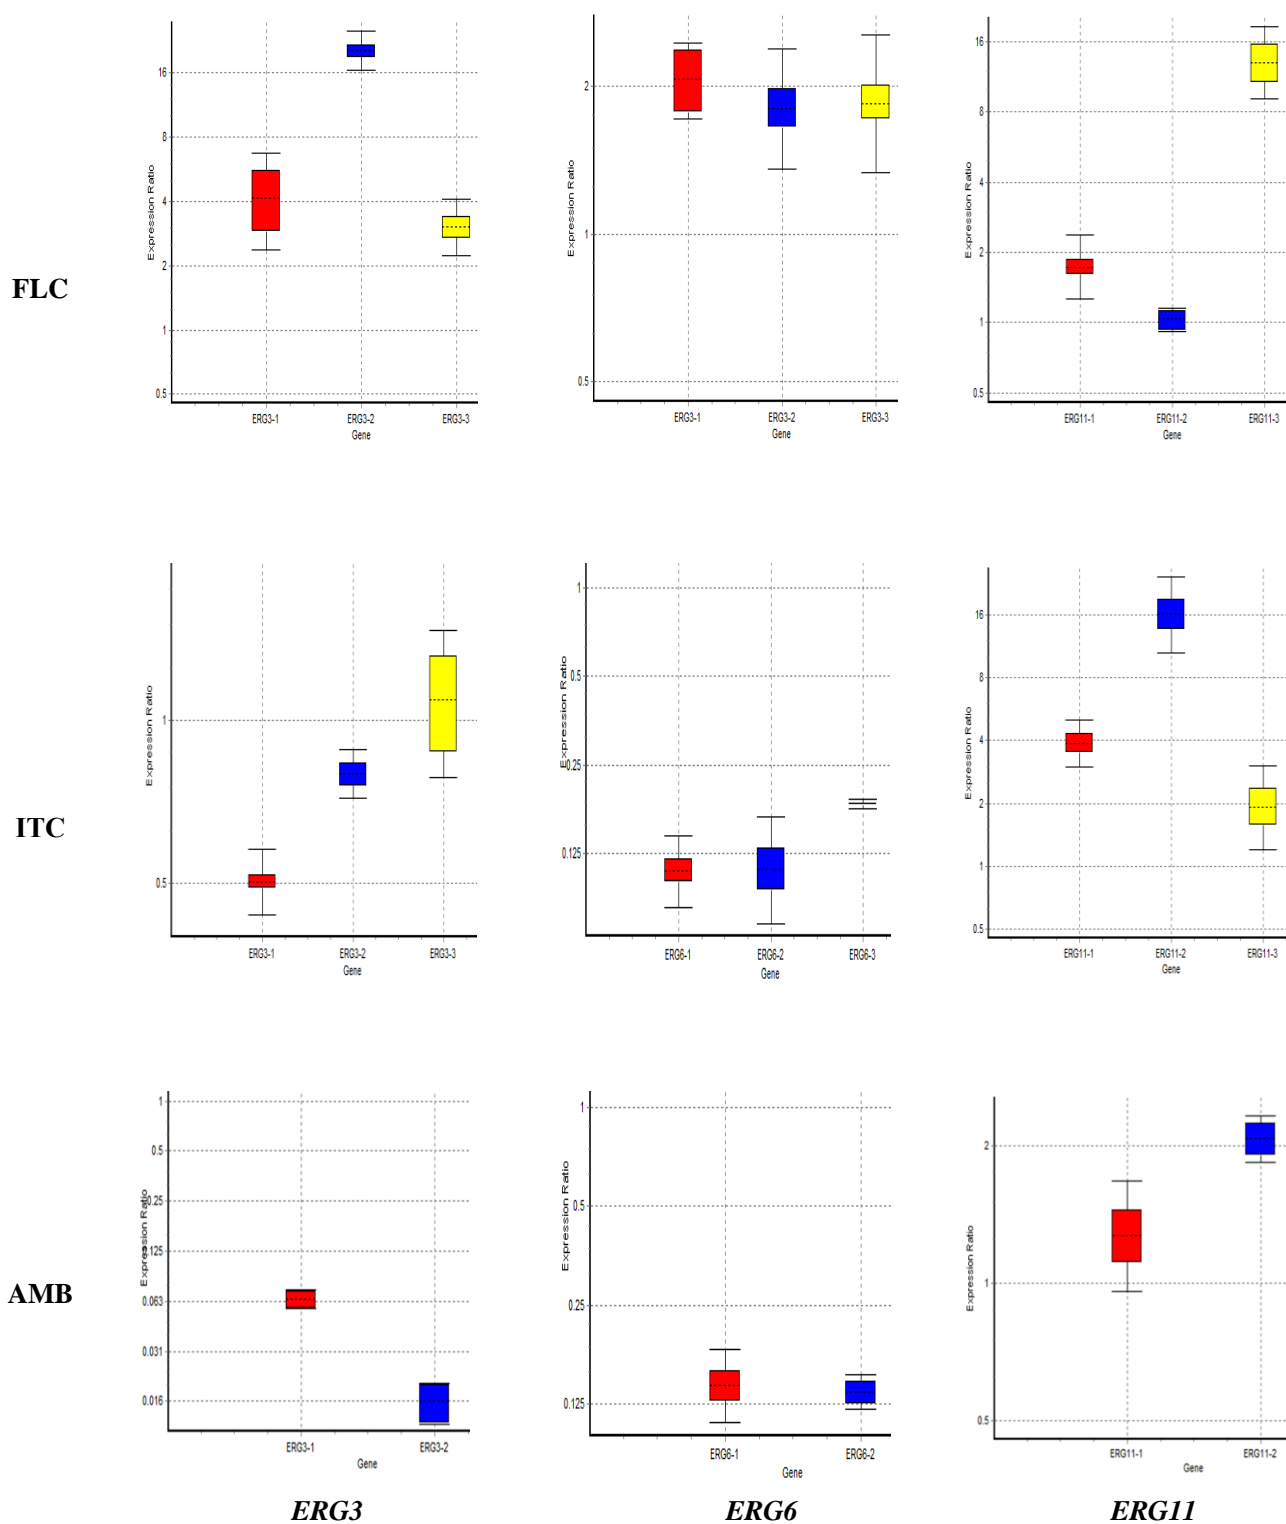 16
8
4
2
1
0.5
Expression Ratio
ERG3-1
ERG3-2
ERG3-3
Gene
2
1
0.5
Expression Ratio
ERG3-1
ERG3-2
ERG3-3
Gene
16
8
4
2
1
0.5
Expression Ratio
ERG11-1
ERG11-2
ERG11-3
Gene
FLC
1
0.5
Expression Ratio
ERG3-1
ERG3-2
ERG3-3
Gene
1
0.5
0.25
0.125
Expression Ratio
ERG6-1
ERG6-2
ERG6-3
Gene
16
8
4
2
1
0.5
Expression Ratio
ERG11-1
ERG11-2
ERG11-3
Gene
ITC
1
0.5
0.25
0.125
0.063
0.031
0.016
Expression Ratio
ERG3-1
ERG3-2
Gene
1
0.5
0.25
0.125
Expression Ratio
ERG6-1
ERG6-2
Gene
2
1
0.5
Expression Ratio
ERG11-1
ERG11-2
Gene
AMB
ERG3
ERG6
ERG11